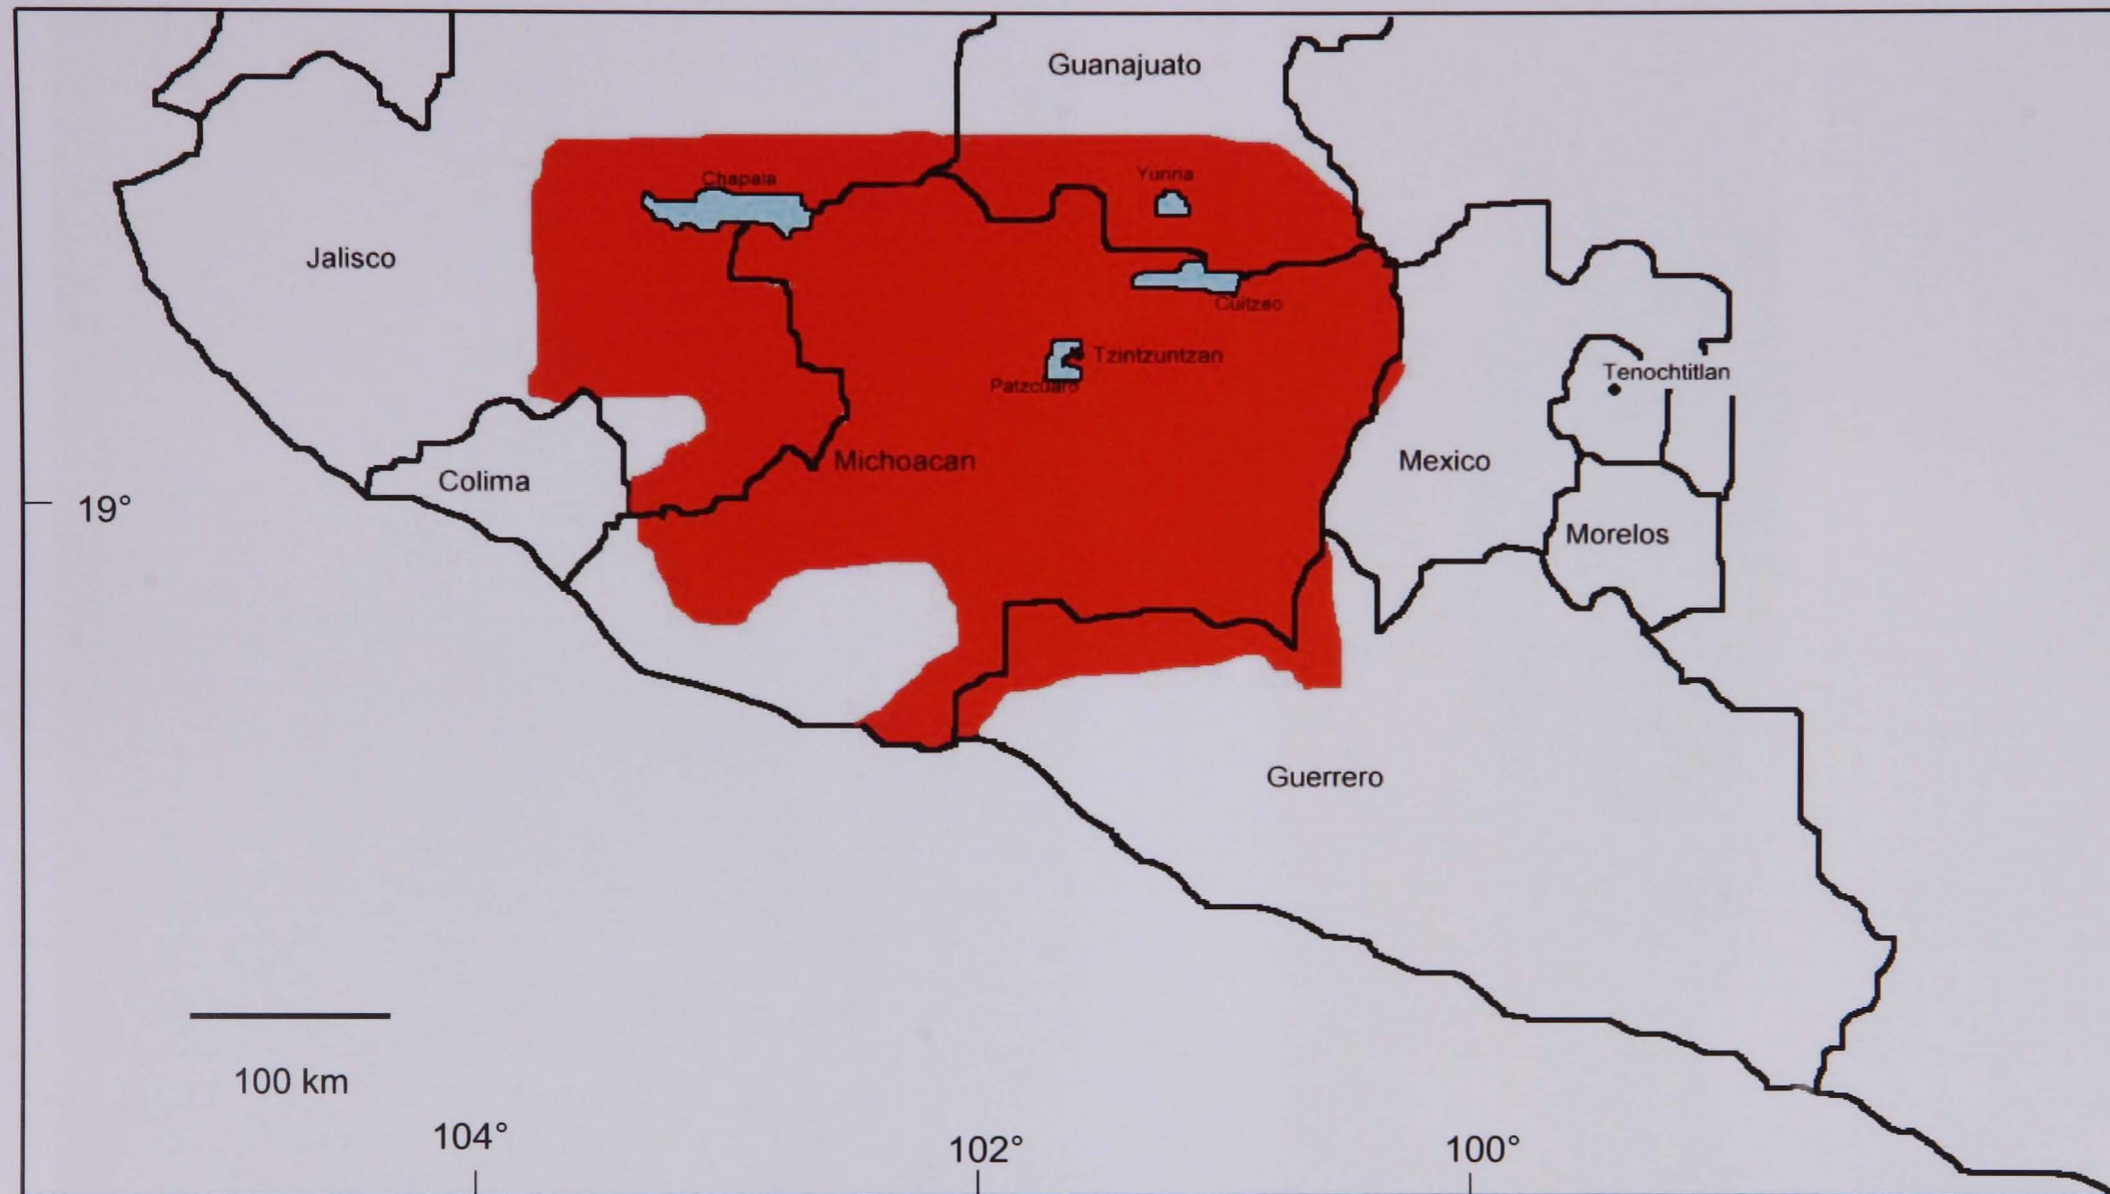 Guanajuato
Chapala
Yuriria
Jalisco
Cuitzeo
Tzintzuntzan
Patzcuaro
Tenochtitlan
Michoacan
Mexico
Colima
19°
Morelos
Guerrero
100 km
104°
102°
100°